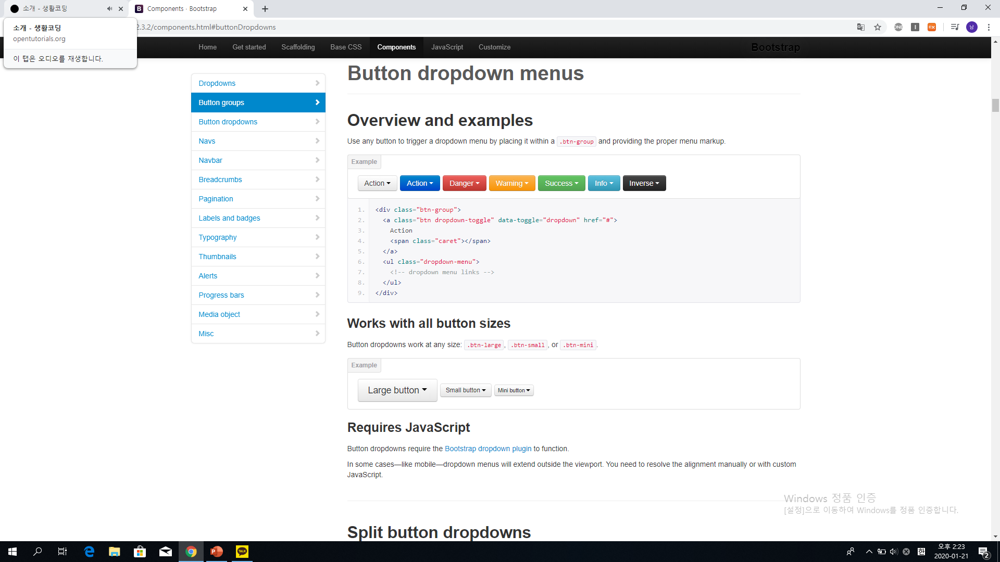 소개 - 생활코딩
Components · Bootstrap
소개 - 생활코딩
opentutorials.org
이 탭은 오디오를 재생합니다.
2.3.2/components.html#buttonDropdowns
ONE
남
Home
Get started
Scaffolding
Base CSS
Components
JavaScript
Customize
Bootstrap
Dropdowns
Button groups
Button dropdowns
Navs
Navbar
Breadcrumbs
Pagination
Labels and badges
Typography
Thumbnails
Alerts
Progress bars
Media object
Misc
Button dropdown menus
Overview and examples
Use any button to trigger a dropdown menu by placing it within a .btn-group and providing the proper menu markup.
Example
Action Action Danger Warning Success Info Inverse
1. <div class="btn-group">
2. <a class="btn dropdown-toggle" data-toggle="dropdown" href="#">
3. Action
4. <span class="caret"></span>
5. </a>
6. <ul class="dropdown-menu">
7. <!-- dropdown menu links -->
8. </ul>
9. </div>
Works with all button sizes
Button dropdowns work at any size: .btn-large, .btn-small, or .btn-mini.
Example
Large button Small button Mini button
Requires JavaScript
Button dropdowns require the Bootstrap dropdown plugin to function.
In some cases—like mobile—dropdown menus will extend outside the viewport. You need to resolve the alignment manually or with custom
JavaScript.
Split button dropdowns
Windows 정품 인증
[설정]으로 이동하여 Windows를 정품 인증합니다.
TALK
한
오후 2:23
2020-01-21
2